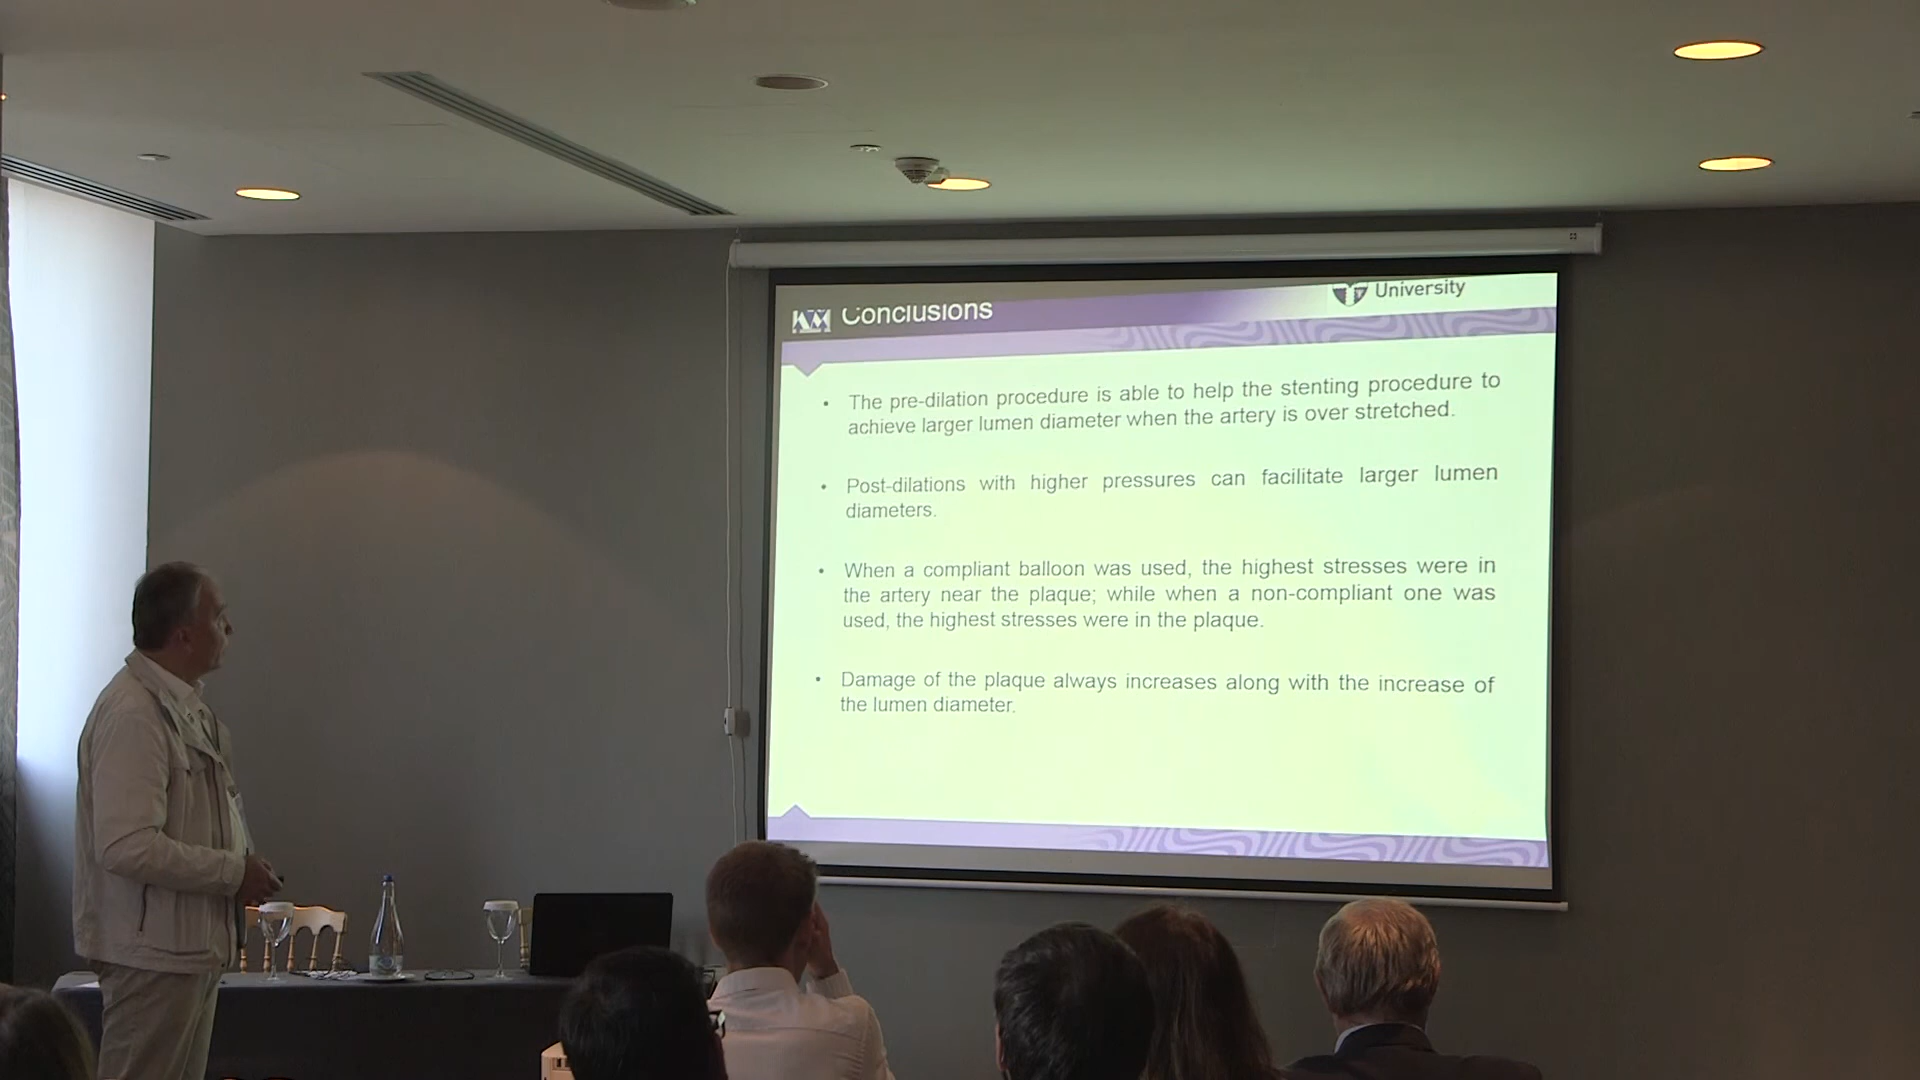 Conclusions
University
• The pre-dilation procedure is able to help the stenting procedure to
achieve larger lumen diameter when the artery is over stretched.
• Post-dilations with higher pressures can facilitate larger lumen
diameters.
• When a compliant balloon was used, the highest stresses were in
the artery near the plaque; while when a non-compliant one was
used, the highest stresses were in the plaque.
• Damage of the plaque always increases along with the increase of
the lumen diameter.